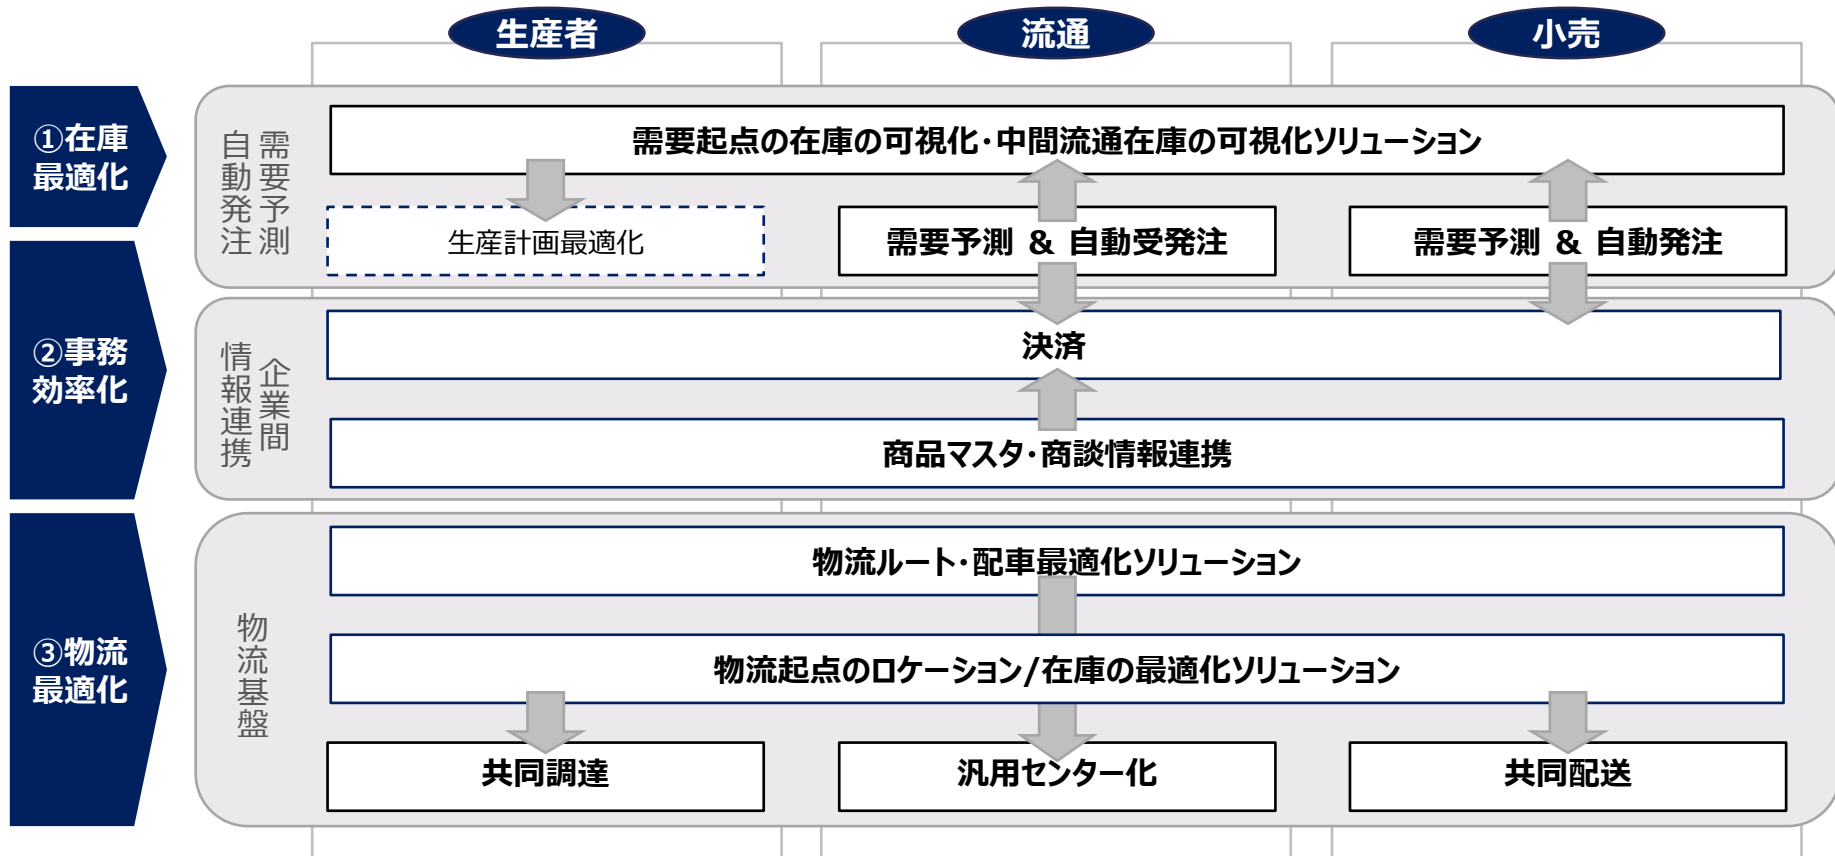 生産者
流通
小売
①在庫
最適化
需要予測
自動発注
需要起点の在庫の可視化・中間流通在庫の可視化ソリューション
生産計画最適化
需要予測 & 自動受発注
需要予測 & 自動発注
②事務
効率化
企業間
情報連携
決済
商品マスタ・商談情報連携
③物流
最適化
物流基盤
物流ルート・配車最適化ソリューション
物流起点のロケーション/在庫の最適化ソリューション
共同調達
汎用センター化
共同配送